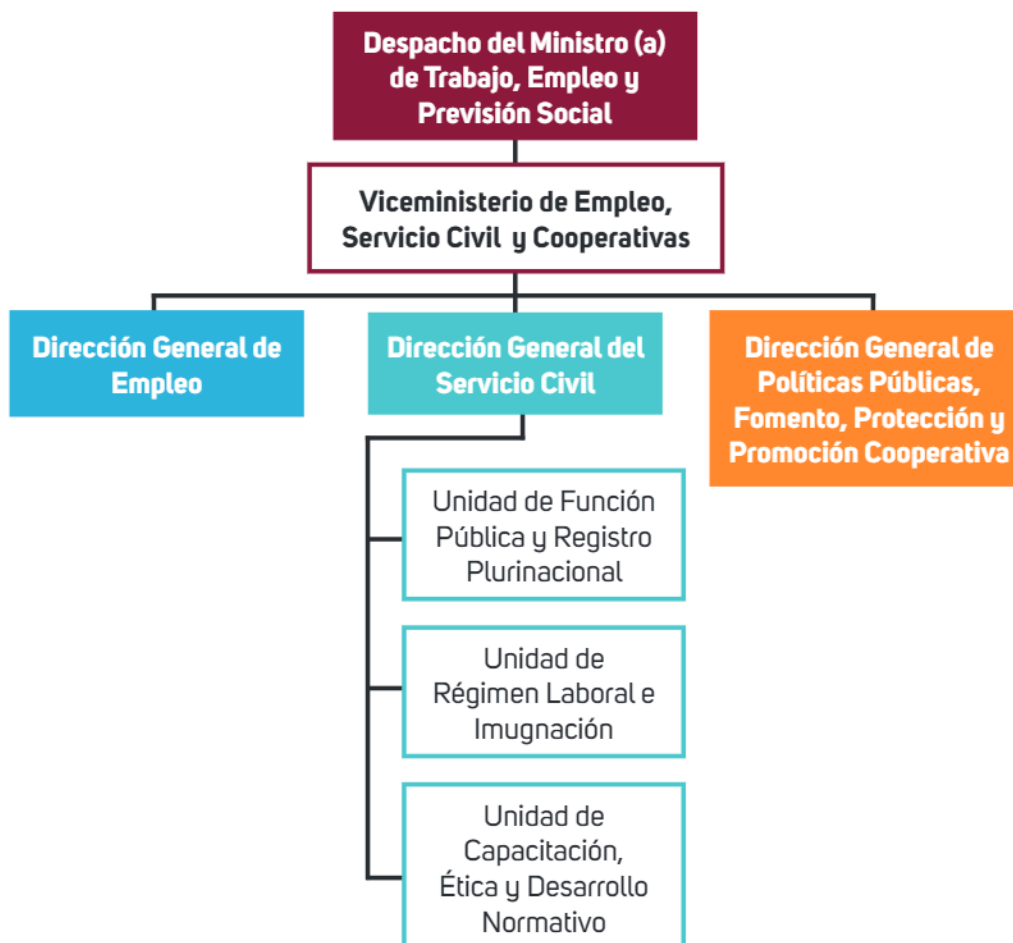 Despacho del Ministro (a)
de Trabajo, Empleo y
Previsión Social
Viceministerio de Empleo,
Servicio Civil y Cooperativas
Dirección General de
Empleo
Dirección General del
Servicio Civil
Dirección General de
Políticas Públicas,
Fomento, Protección y
Promoción Cooperativa
Unidad de Función
Pública y Registro
Plurinacional
Unidad de
Régimen Laboral e
Imugnación
Unidad de
Capacitación,
Ética y Desarrollo
Normativo